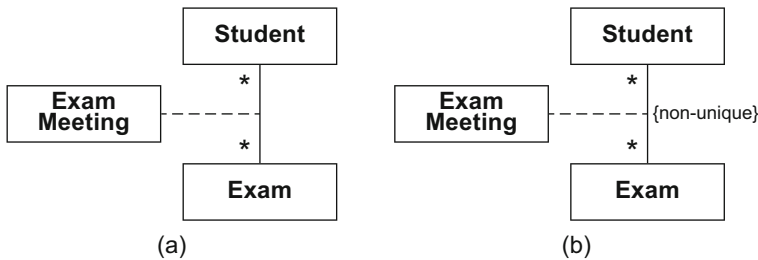 Student
*
Exam
Meeting
*
Exam
(a)
Student
*
Exam
Meeting
{non-unique}
*
Exam
(b)